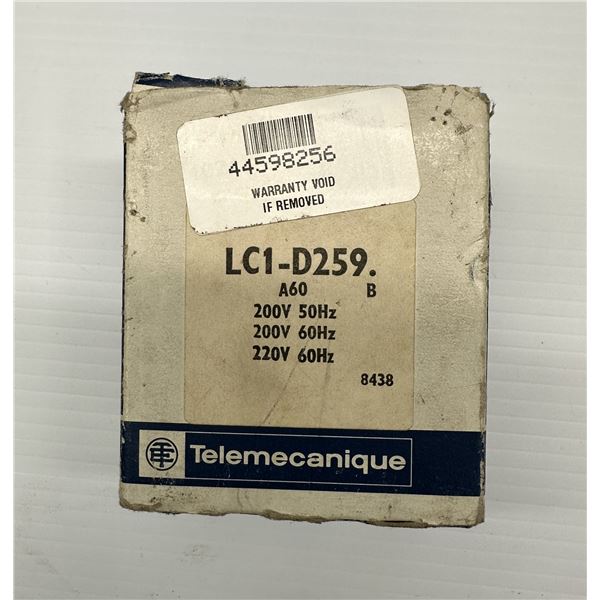 44598256
WARRANTY VOID
IF REMOVED
LC1-D259.
A60 B
200V 50Hz
200V 60Hz
220V 60Hz
8438
Telemecanique